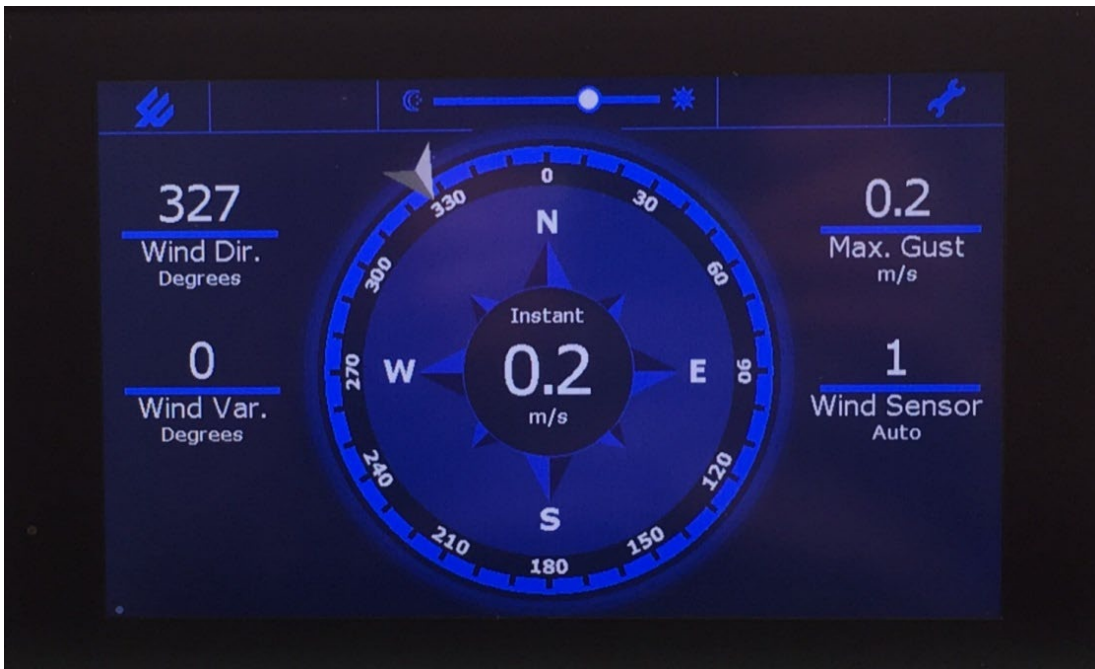 327
Wind Dir.
Degrees
0
Wind Var.
Degrees
0
30
60
90
120
150
180
210
240
270
300
330
N
E
S
W
Instant
0.2
m/s
0.2
Max. Gust
m/s
1
Wind Sensor
Auto